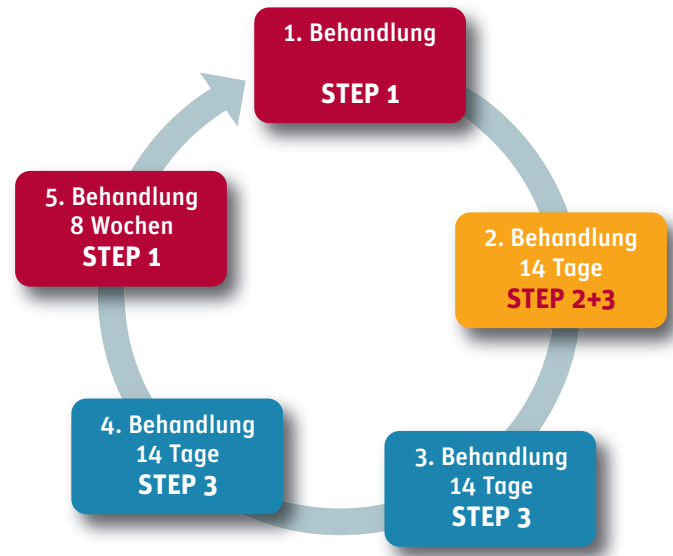 1. Behandlung
STEP 1
2. Behandlung
14 Tage
STEP 2+3
3. Behandlung
14 Tage
STEP 3
4. Behandlung
14 Tage
STEP 3
5. Behandlung
8 Wochen
STEP 1